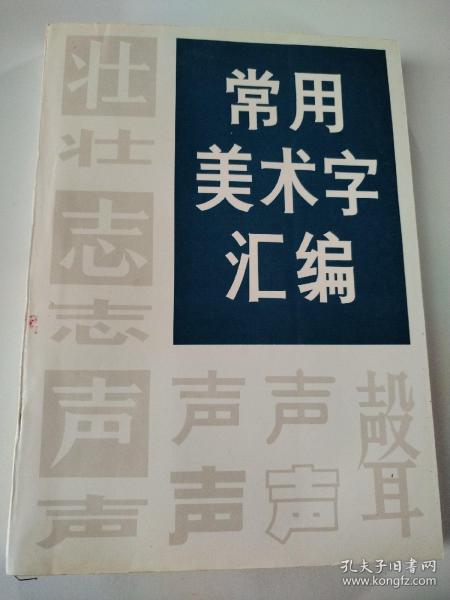 常用
美术字
汇编
壮
壮
志
志
声 声 声 聲
声 声 声
孔夫子旧书网
www.kongfz.com